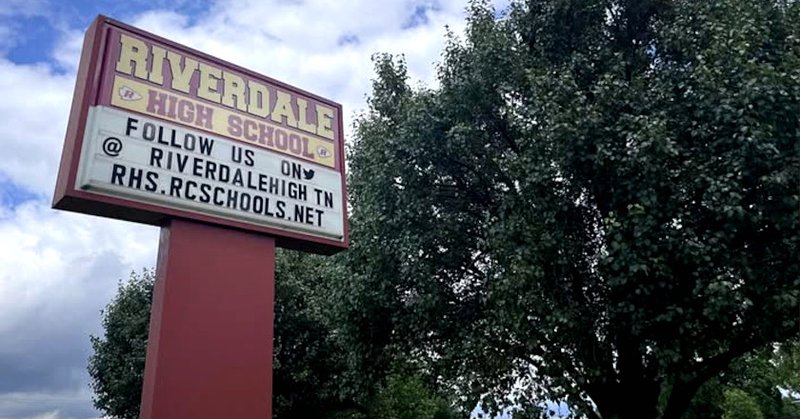 RIVERDALE
R HIGH SCHOOL R
FOLLOW US ON
@ RIVERDALEHIGH TN
RHS.RCSCHOOLS.NET